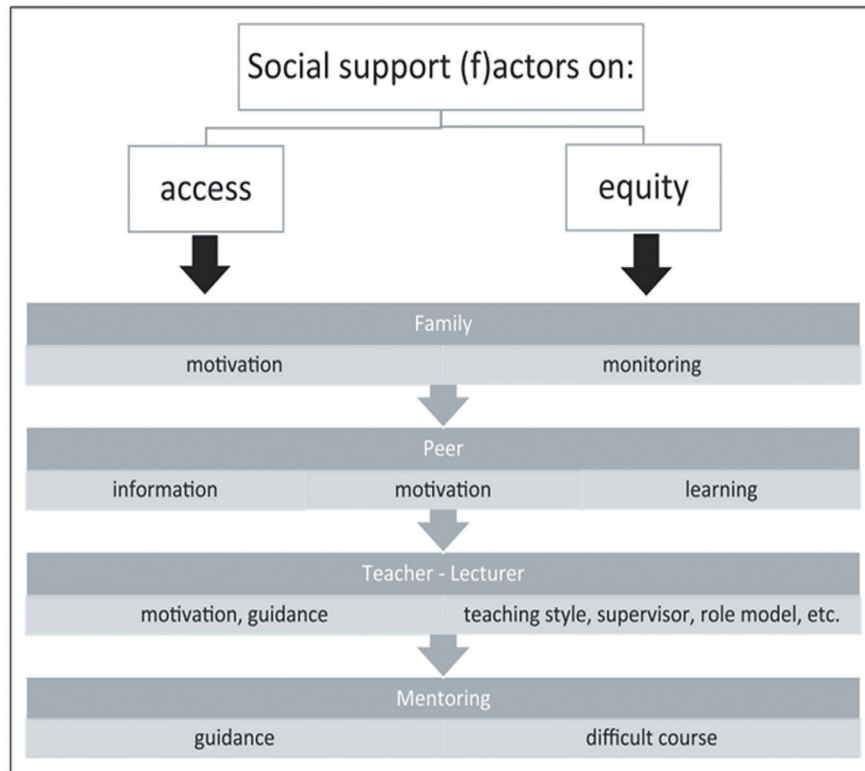 Social support (f)actors on:
access
equity
Family
motivation
monitoring
Peer
information
motivation
learning
Teacher - Lecturer
motivation, guidance
teaching style, supervisor, role model, etc.
Mentoring
guidance
difficult course